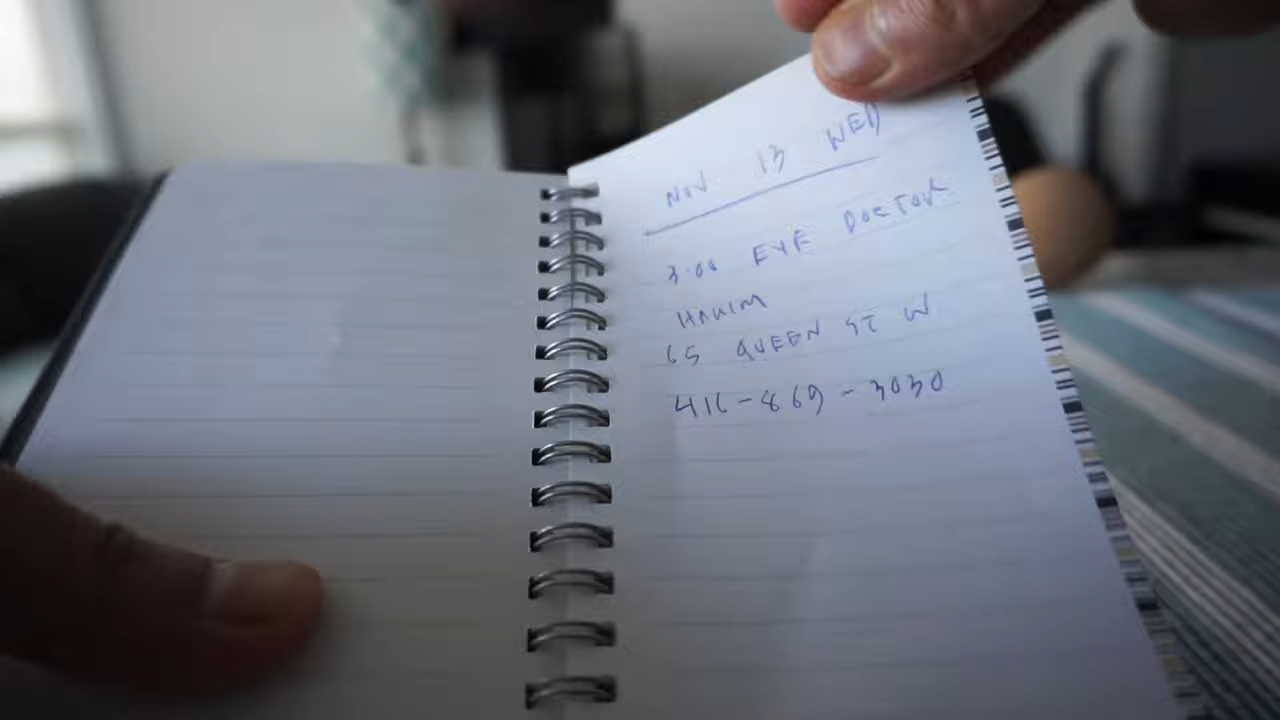 NOV 13 WED
3:00 EYE DOCTOR
HAKIM
65 QUEEN ST W
416-869-3030